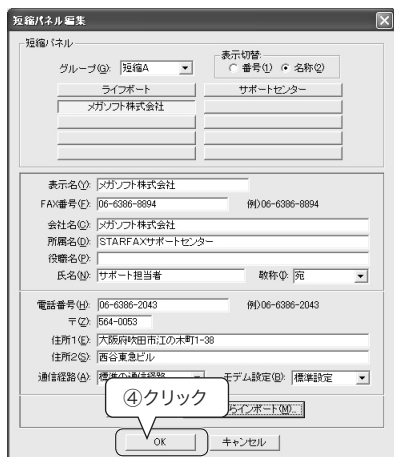 短縮パネル編集
短縮パネル
グループ(G): 短縮A
表示切替:
番号(1) 名称(2)
ライフボート サポートセンター
メガソフト株式会社
表示名(Y): メガソフト株式会社
FAX番号(F): 06-6386-8894 例)06-6386-8894
会社名(C): メガソフト株式会社
所属名(D): STARFAXサポートセンター
役職名(P):
氏名(N): サポート担当者 敬称(I): 宛
電話番号(H): 06-6386-2043 例)06-6386-2043
〒(Z): 564-0053
住所1(E): 大阪府吹田市江の木町1-38
住所2(S): 西谷東急ビル
通信経路(A): 標準の通信経路 モデム設定(B): 標準設定
④クリック
らインポート(M)...
OK キャンセル